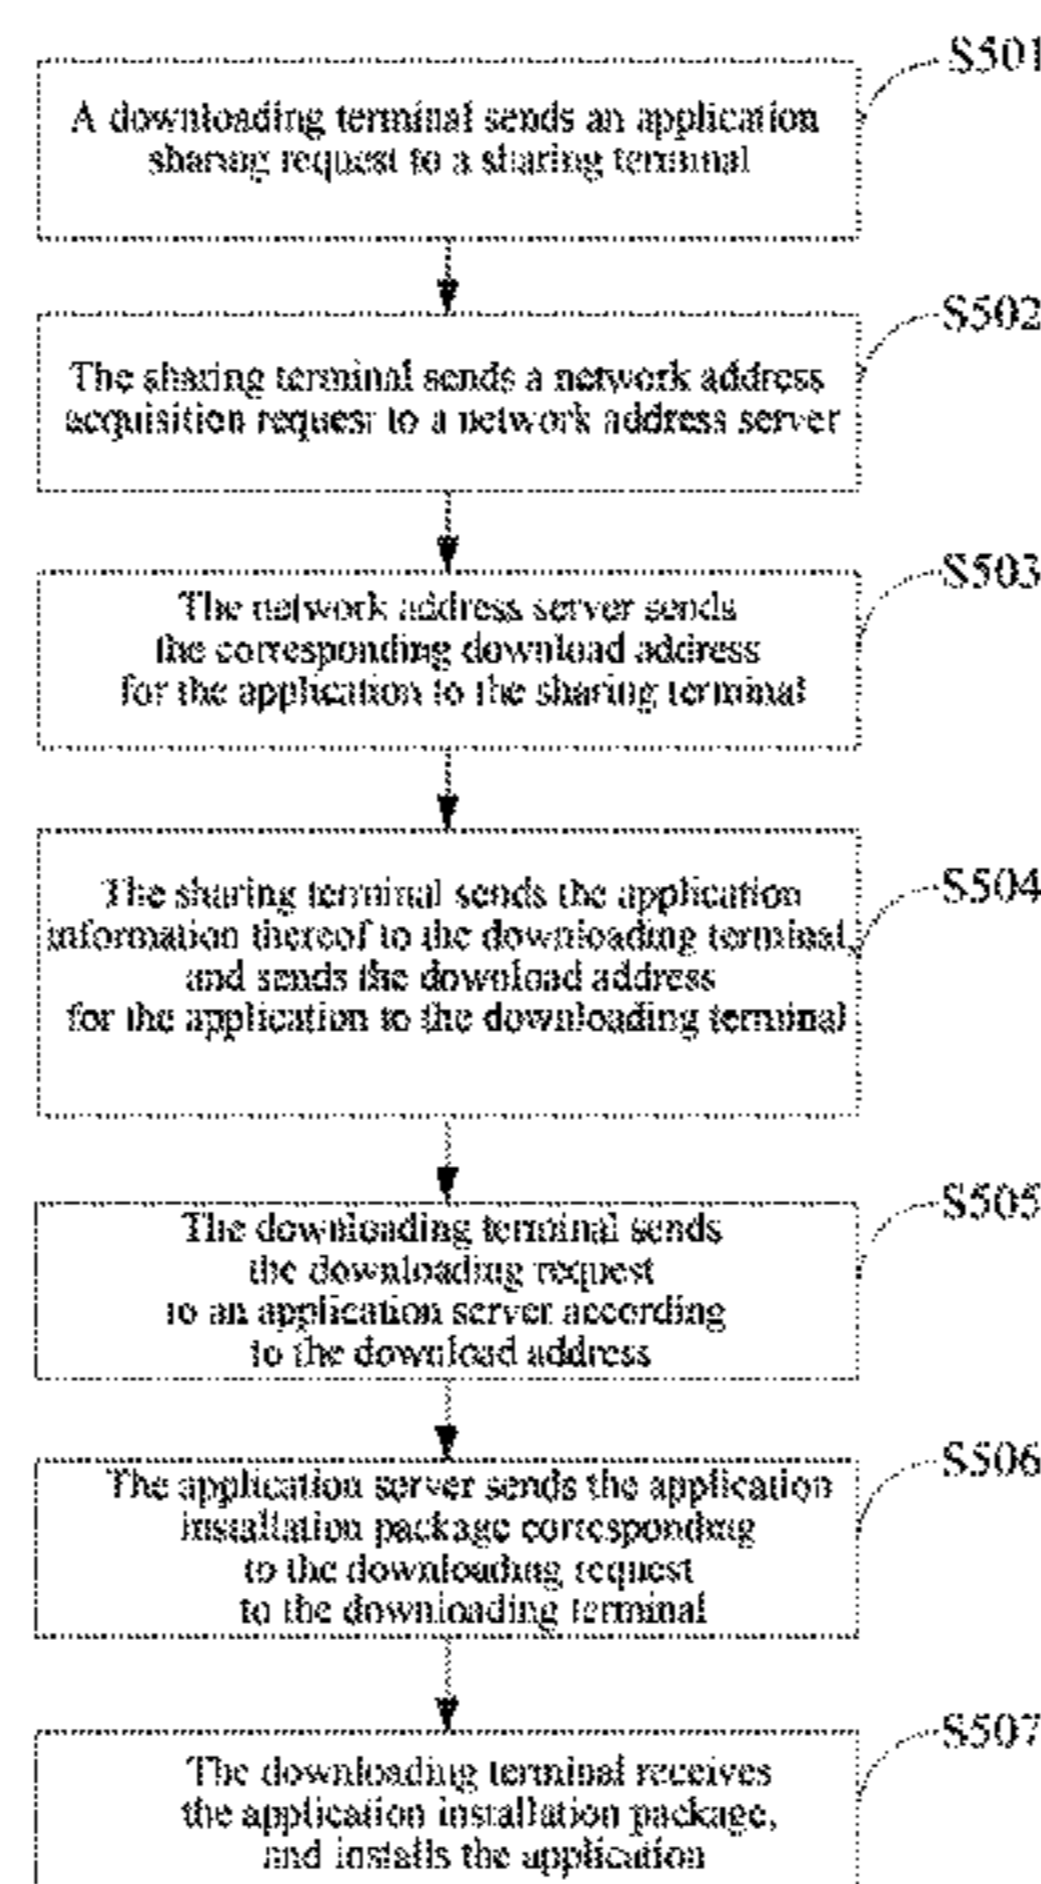 S501
A downloading terminal sends an application
sharing request to a sharing terminal
S502
The sharing terminal sends a network address
acquisition request to a network address server
S503
The network address server sends
the corresponding download address
for the application to the sharing terminal
S504
The sharing terminal sends the application
information thereof to the downloading terminal,
and sends the download address
for the application to the downloading terminal
S505
The downloading terminal sends
the downloading request
to an application server according
to the download address
S506
The application server sends the application
installation package corresponding
to the downloading request
to the downloading terminal
S507
The downloading terminal receives
the application installation package,
and installs the application